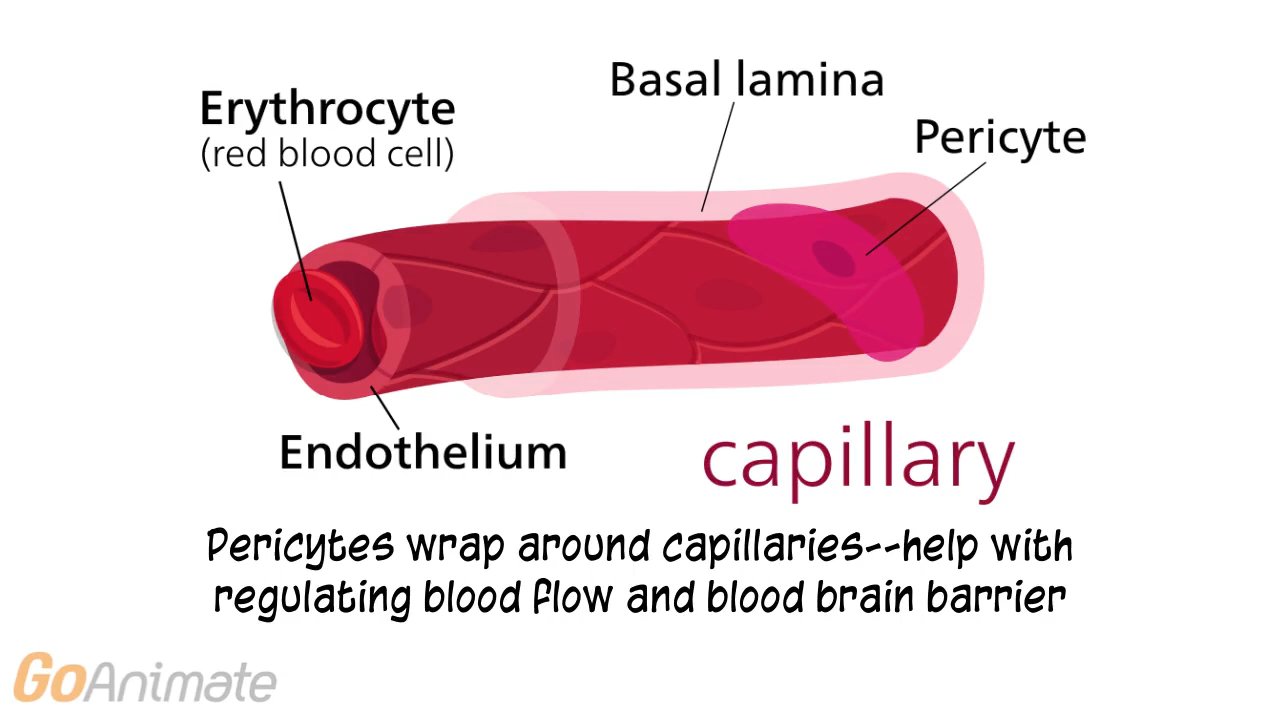 Basal lamina
Erythrocyte
(red blood cell)
Pericyte
Endothelium
capillary
Pericytes wrap around capillaries--help with
regulating blood flow and blood brain barrier
GoAnimate